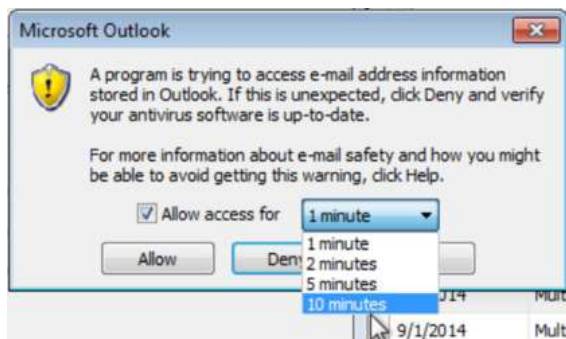 Microsoft Outlook
A program is trying to access e-mail address information
stored in Outlook. If this is unexpected, click Deny and verify
your antivirus software is up-to-date.
For more information about e-mail safety and how you might
be able to avoid getting this warning, click Help.
Allow access for 1 minute
1 minute
2 minutes
5 minutes
10 minutes
Allow
9/1/2014